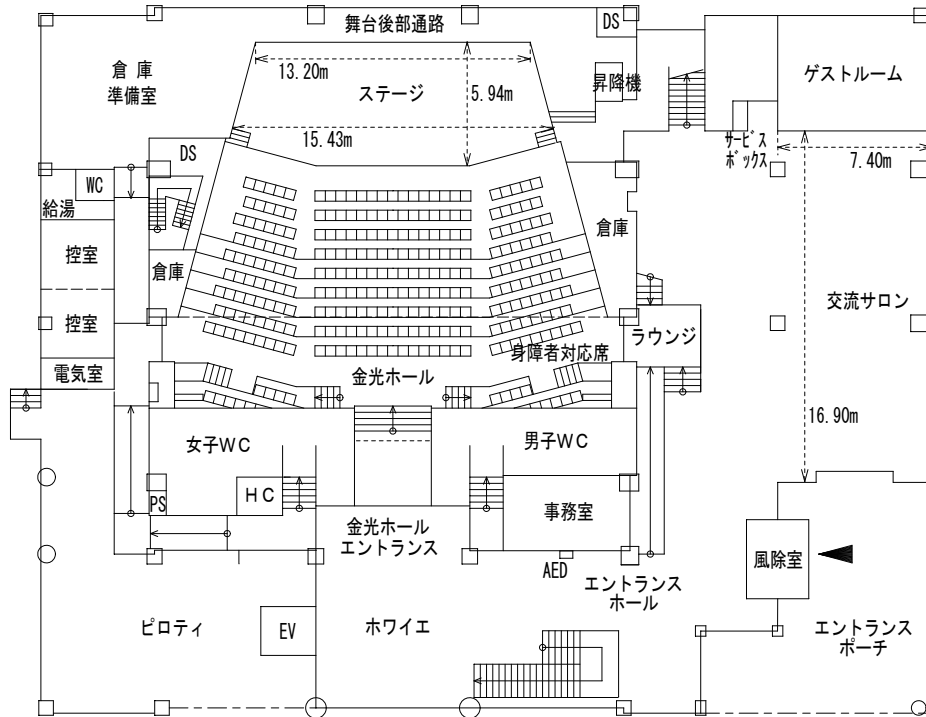 舞台後部通路
DS
倉 庫
準備室
13.20m
ステージ
5.94m
昇降機
ゲストルーム
15.43m
DS
サービス
ボックス
7.40m
WC
給湯
控室
倉庫
倉庫
控室
交流サロン
ラウンジ
電気室
身障者対応席
金光ホール
16.90m
女子WC
男子WC
HC
PS
事務室
金光ホール
エントランス
風除室
AED
エントランス
ホール
ピロティ
EV
ホワイエ
エントランス
ポーチ